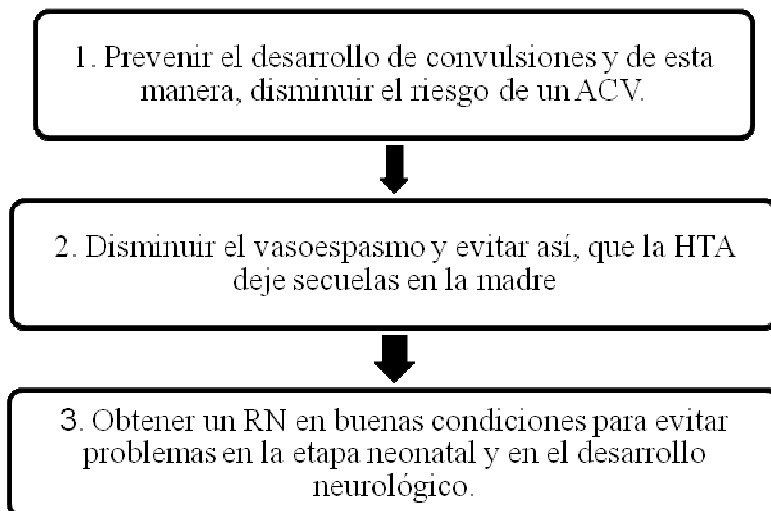 1. Prevenir el desarrollo de convulsiones y de esta
manera, disminuir el riesgo de un ACV.
2. Disminuir el vasoespasmo y evitar así, que la HTA
deje secuelas en la madre
3. Obtener un RN en buenas condiciones para evitar
problemas en la etapa neonatal y en el desarrollo
neurológico.